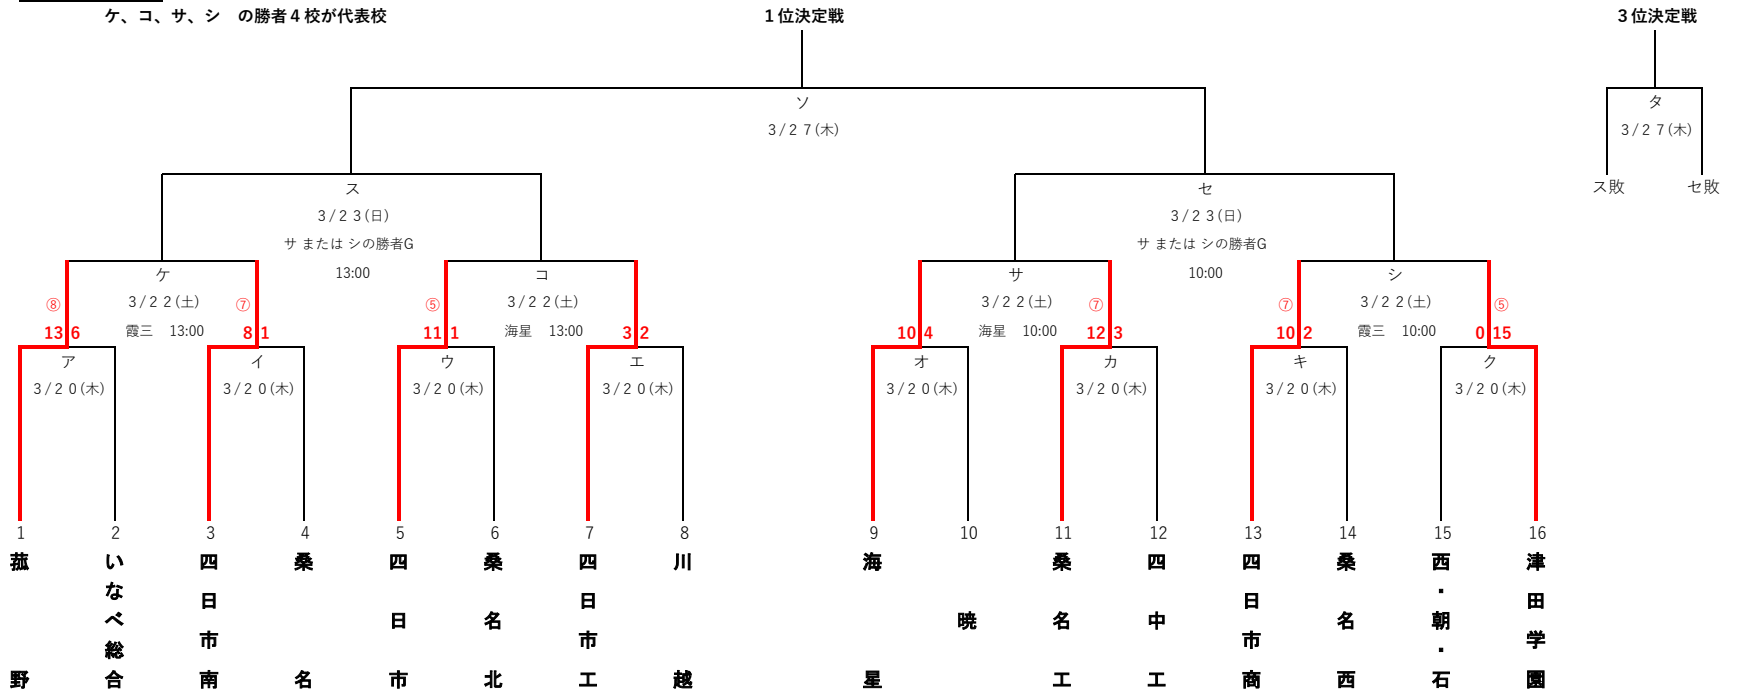 ケ、コ、サ、シ　の勝者４校が代表校
１位決定戦
３位決定戦
ソ
3/２７(木)
タ
3/２７(木)
ス敗
セ敗
ス
3/２３(日)
サ または シの勝者G
13:00
セ
3/２３(日)
サ または シの勝者G
10:00
ケ
3/２２(土)
霞三　13:00
コ
3/２２(土)
海星　13:00
サ
3/２２(土)
海星　10:00
シ
3/２２(土)
霞三　10:00
⑧
13 6
ア
3/２０(木)
⑦
8 1
イ
3/２０(木)
⑤
11 1
ウ
3/２０(木)
3 2
エ
3/２０(木)
10 4
オ
3/２０(木)
⑦
12 3
カ
3/２０(木)
⑦
10 2
キ
3/２０(木)
⑤
0 15
ク
3/２０(木)
1
菰野
2
いなべ総合
3
四日市南
4
桑名
5
四日市
6
桑名北
7
四日市工
8
川越
9
海星
10
暁
11
桑名工
12
四中工
13
四日市商
14
桑名西
15
西・朝・石
16
津田学園